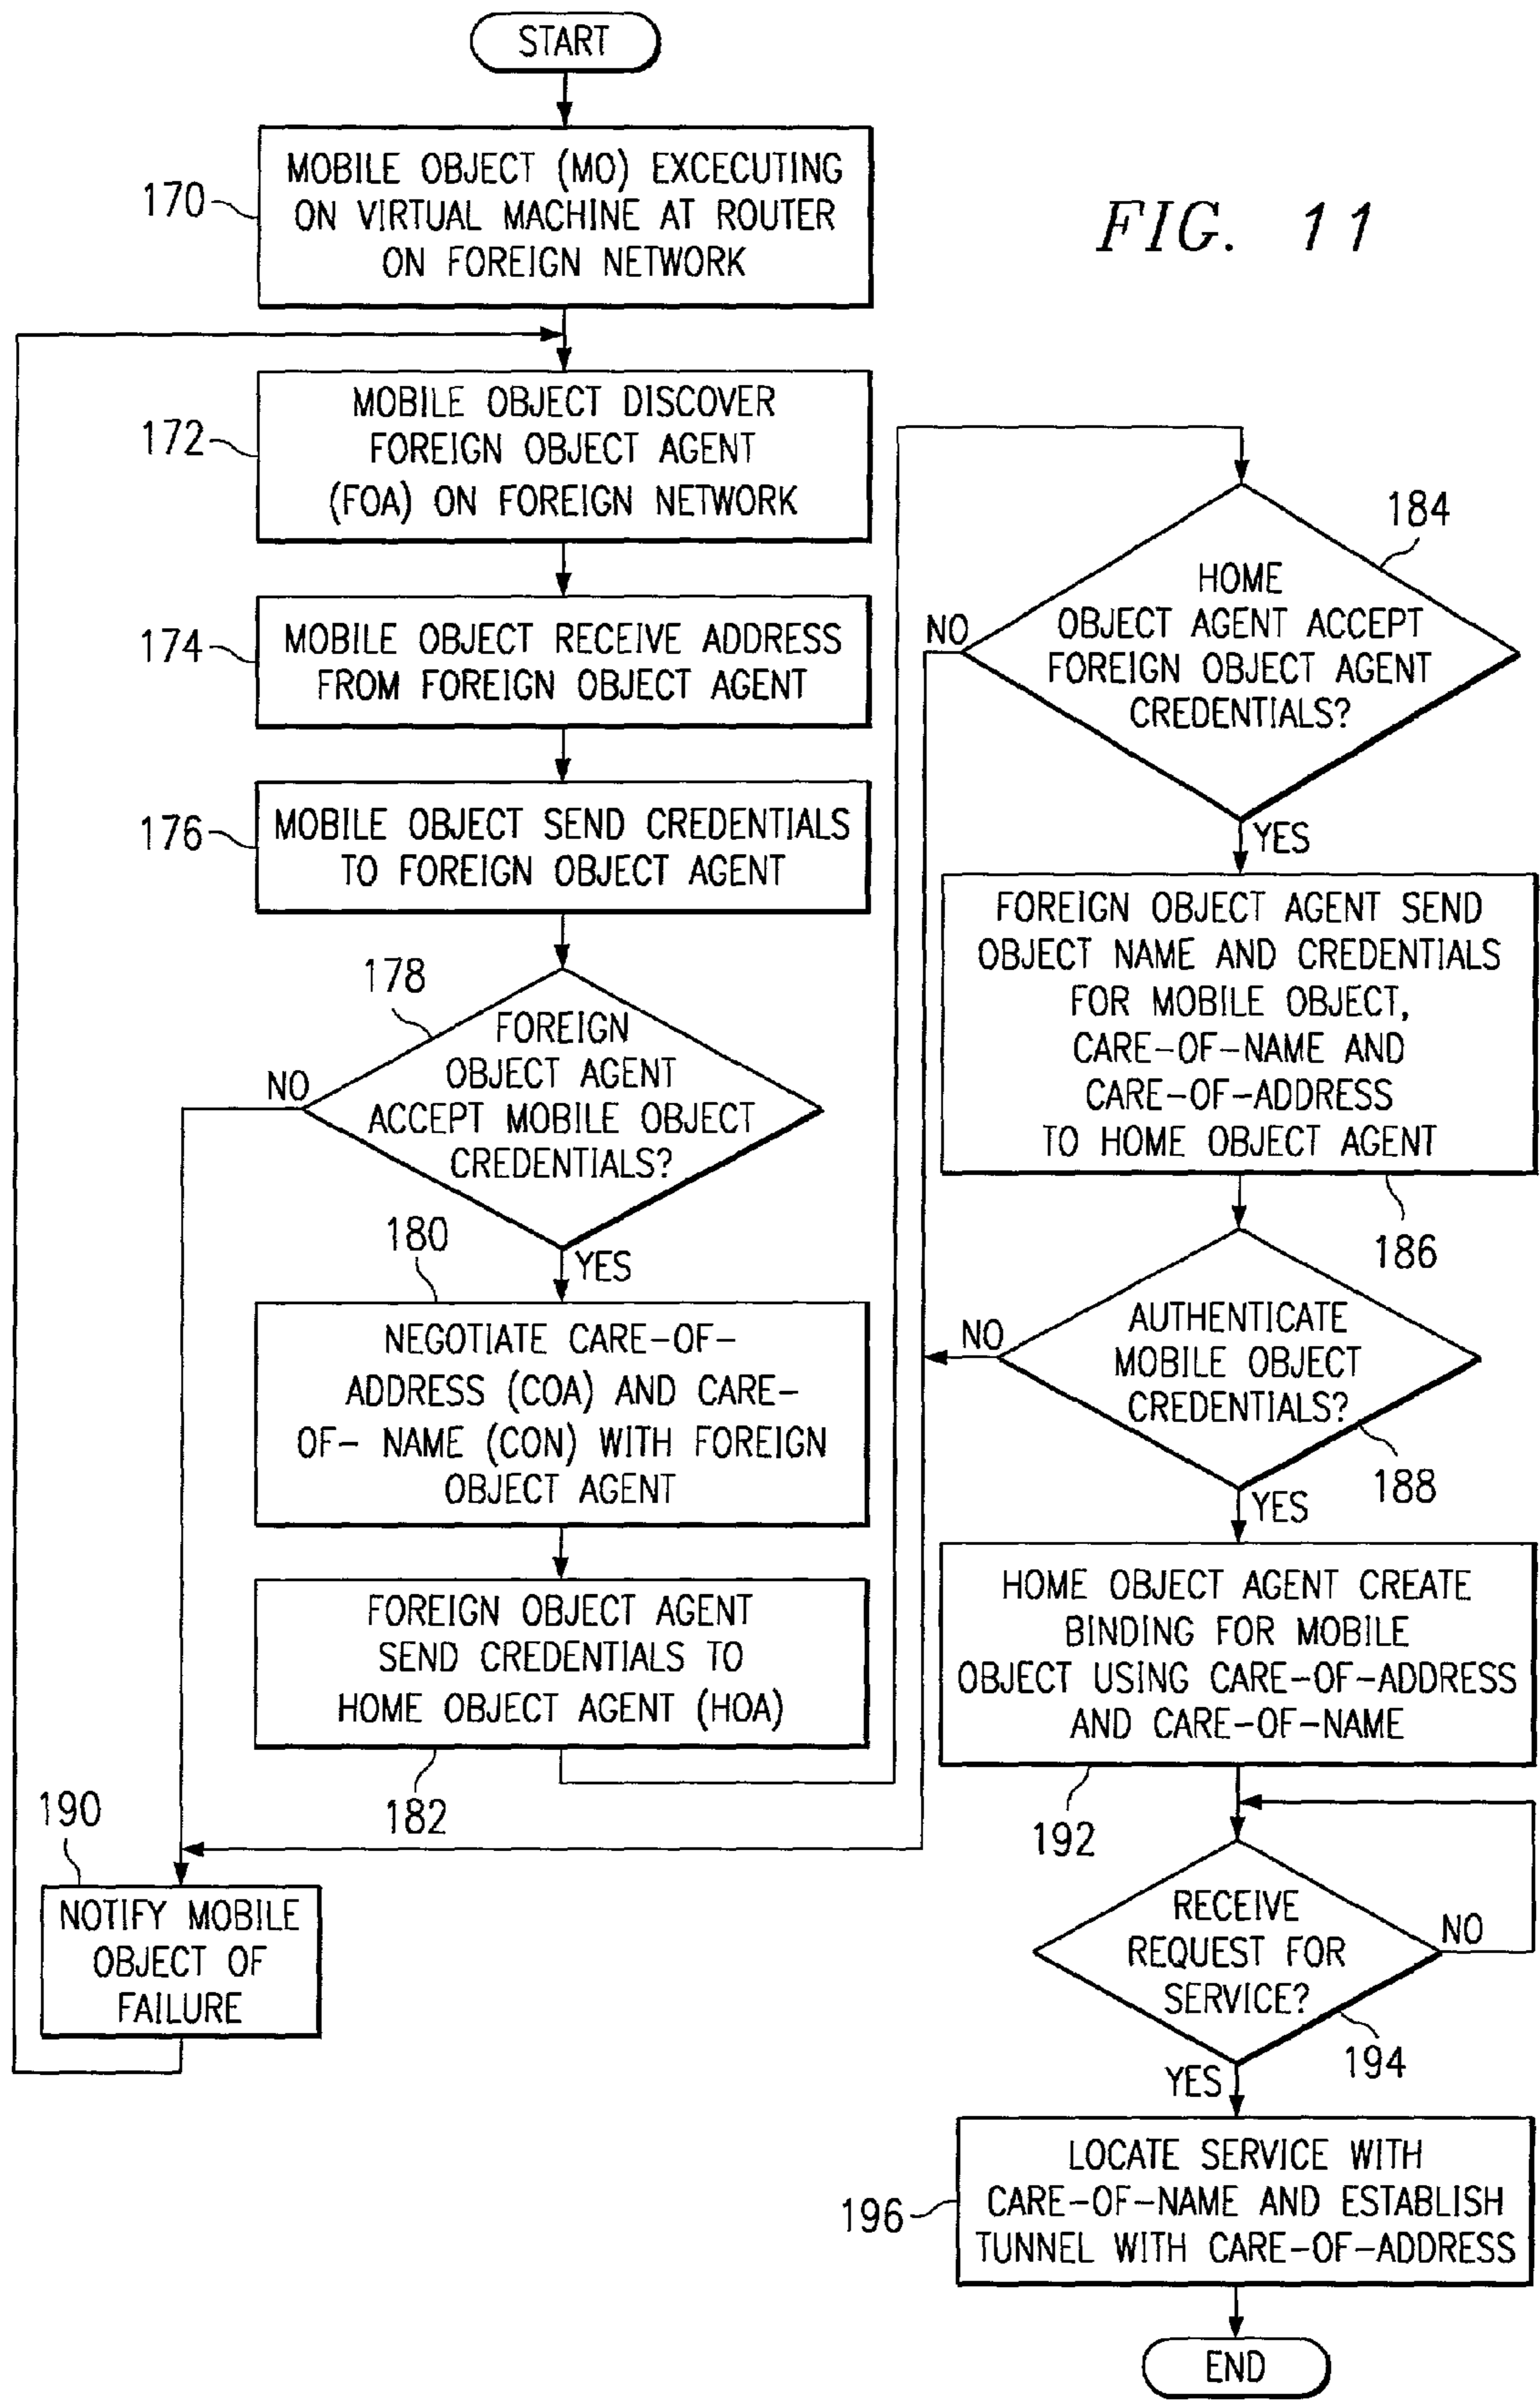 START
170
MOBILE OBJECT (MO) EXCECUTING
ON VIRTUAL MACHINE AT ROUTER
ON FOREIGN NETWORK
FIG. 11
172
MOBILE OBJECT DISCOVER
FOREIGN OBJECT AGENT
(FOA) ON FOREIGN NETWORK
174
MOBILE OBJECT RECEIVE ADDRESS
FROM FOREIGN OBJECT AGENT
176
MOBILE OBJECT SEND CREDENTIALS
TO FOREIGN OBJECT AGENT
178
FOREIGN
OBJECT AGENT
ACCEPT MOBILE OBJECT
CREDENTIALS?
NO
YES
180
NEGOTIATE CARE-OF-
ADDRESS (COA) AND CARE-
OF- NAME (CON) WITH FOREIGN
OBJECT AGENT
FOREIGN OBJECT AGENT
SEND CREDENTIALS TO
HOME OBJECT AGENT (HOA)
182
190
NOTIFY MOBILE
OBJECT OF
FAILURE
184
HOME
OBJECT AGENT ACCEPT
FOREIGN OBJECT AGENT
CREDENTIALS?
NO
YES
FOREIGN OBJECT AGENT SEND
OBJECT NAME AND CREDENTIALS
FOR MOBILE OBJECT,
CARE-OF-NAME AND
CARE-OF-ADDRESS
TO HOME OBJECT AGENT
186
AUTHENTICATE
MOBILE OBJECT
CREDENTIALS?
NO
188
YES
HOME OBJECT AGENT CREATE
BINDING FOR MOBILE
OBJECT USING CARE-OF-ADDRESS
AND CARE-OF-NAME
192
RECEIVE
REQUEST FOR
SERVICE?
NO
194
YES
196
LOCATE SERVICE WITH
CARE-OF-NAME AND ESTABLISH
TUNNEL WITH CARE-OF-ADDRESS
END